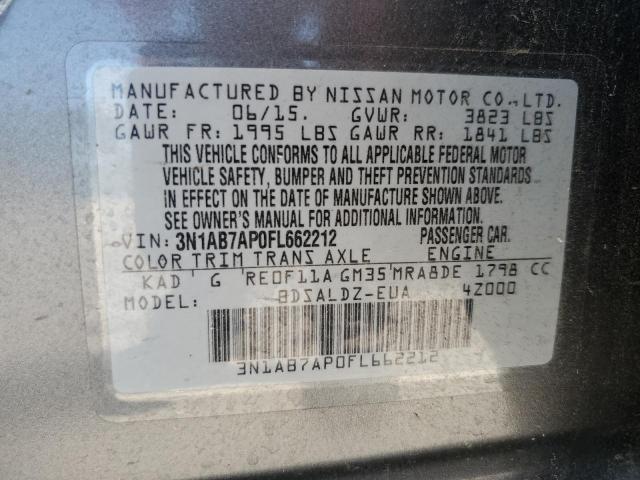 MANUFACTURED BY NISSAN MOTOR CO.,LTD.
DATE: 06/15. GVWR: 3823 LBS
GAWR FR: 1995 LBS GAWR RR: 1841 LBS
THIS VEHICLE CONFORMS TO ALL APPLICABLE FEDERAL MOTOR
VEHICLE SAFETY, BUMPER AND THEFT PREVENTION STANDARDS
IN EFFECT ON THE DATE OF MANUFACTURE SHOWN ABOVE.
SEE OWNER'S MANUAL FOR ADDITIONAL INFORMATION.
VIN: 3N1AB7AP0FL662212 PASSENGER CAR.
COLOR TRIM TRANS AXLE ENGINE
KAD G RE0F11A GM35 MRA8DE 1798 CC
MODEL: BDSALDZ-EUA 4Z000
3N1AB7AP0FL662212